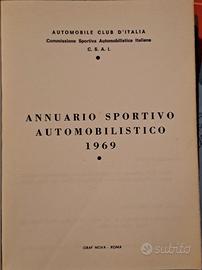 AUTOMOBILE CLUB D'ITALIA
Commissione Sportiva Automobilistica Italiana
C. S. A. I.
ANNUARIO SPORTIVO
AUTOMOBILISTICO
1969
GRAF NOVA - ROMA
subito